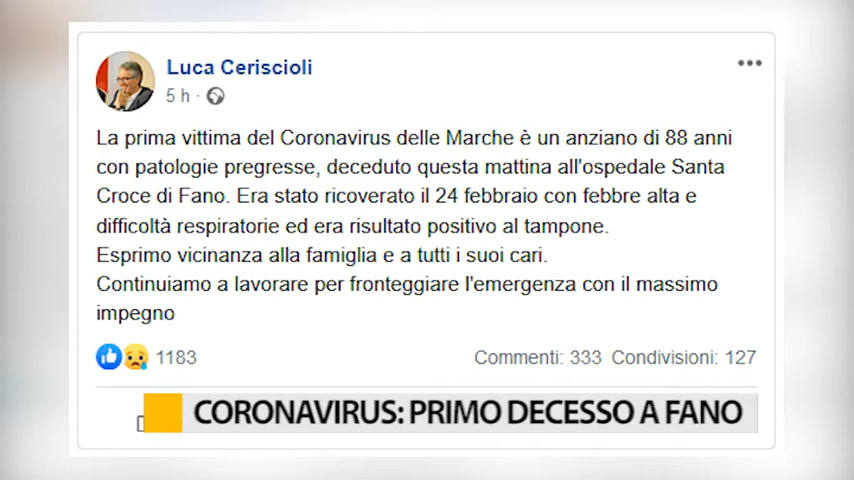 Luca Ceriscioli
5 h ·
La prima vittima del Coronavirus delle Marche è un anziano di 88 anni
con patologie pregresse, deceduto questa mattina all'ospedale Santa
Croce di Fano. Era stato ricoverato il 24 febbraio con febbre alta e
difficoltà respiratorie ed era risultato positivo al tampone.
Esprimo vicinanza alla famiglia e a tutti i suoi cari.
Continuiamo a lavorare per fronteggiare l'emergenza con il massimo
impegno
1183 Commenti: 333 Condivisioni: 127
CORONAVIRUS: PRIMO DECESSO A FANO